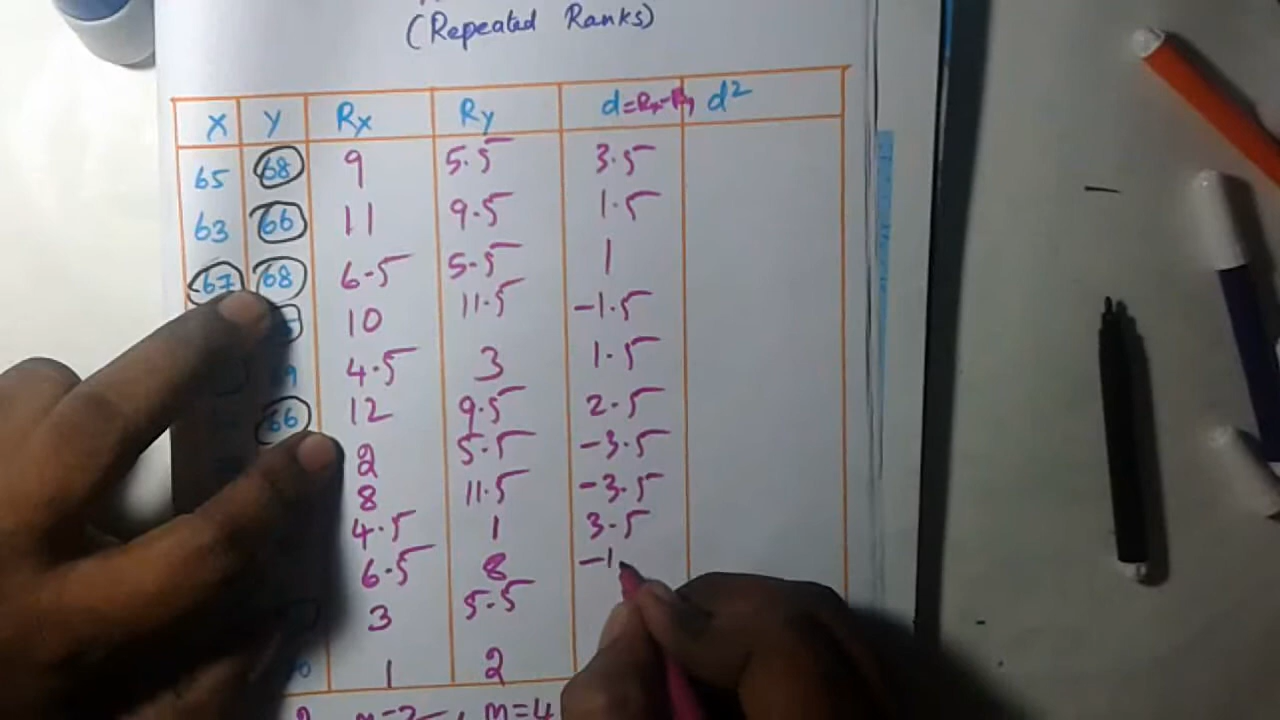 (Repeated Ranks)
X Y Rx Ry d=Rx-Ry d²
65 68 9 5.5 3.5
63 66 11 9.5 1.5
67 68 6.5 5.5 1
10 11.5 -1.5
4.5 3 1.5
66 12 9.5 2.5
2 5.5 -3.5
8 11.5 -3.5
4.5 1 3.5
6.5 8 -1.
3 5.5
1 2
m=4